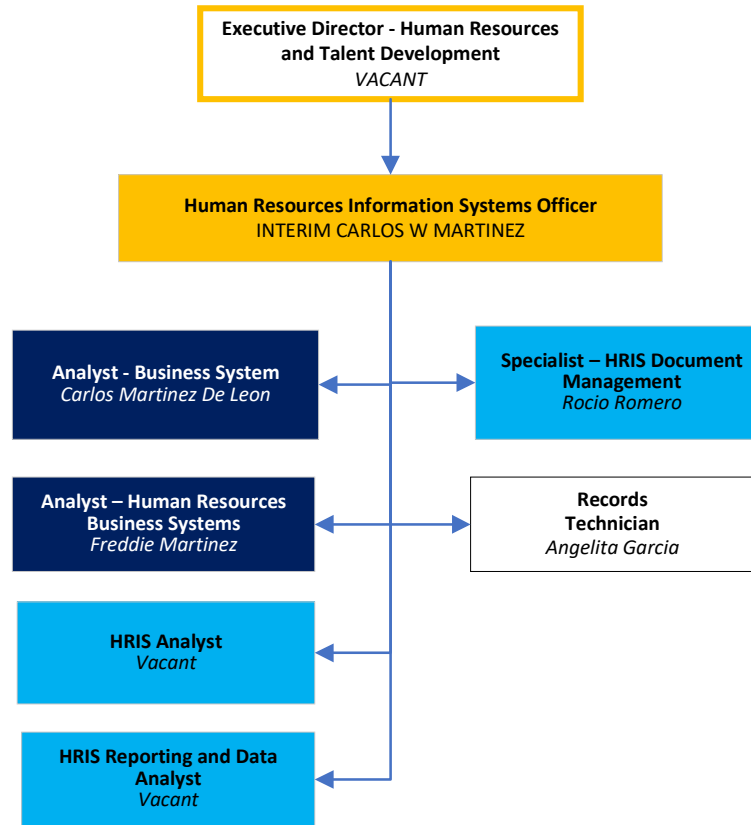 Executive Director - Human Resources
and Talent Development
VACANT
Human Resources Information Systems Officer
INTERIM CARLOS W MARTINEZ
Analyst - Business System
Carlos Martinez De Leon
Specialist – HRIS Document
Management
Rocio Romero
Analyst – Human Resources
Business Systems
Freddie Martinez
Records
Technician
Angelita Garcia
HRIS Analyst
Vacant
HRIS Reporting and Data
Analyst
Vacant